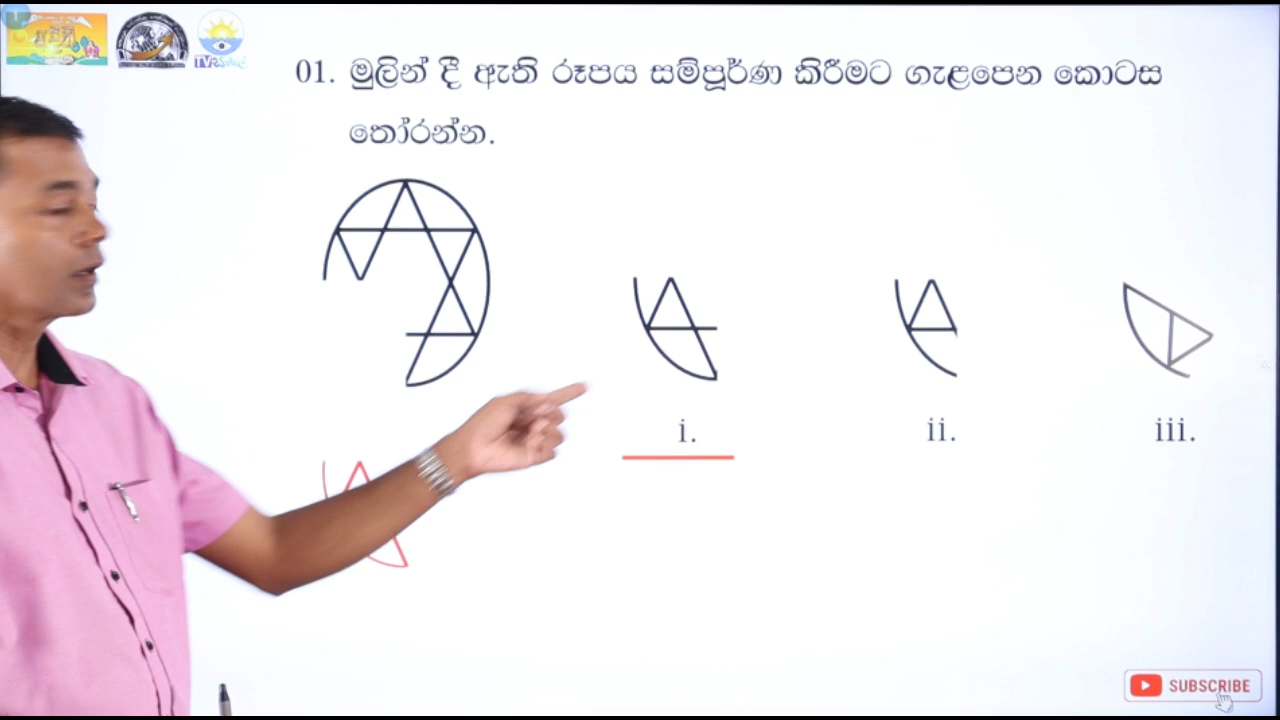 01. මුලින් දී ඇති රූපය සම්පූර්ණ කිරීමට ගැළපෙන කොටස
තෝරන්න.
i.
ii.
iii.
SUBSCRIBE